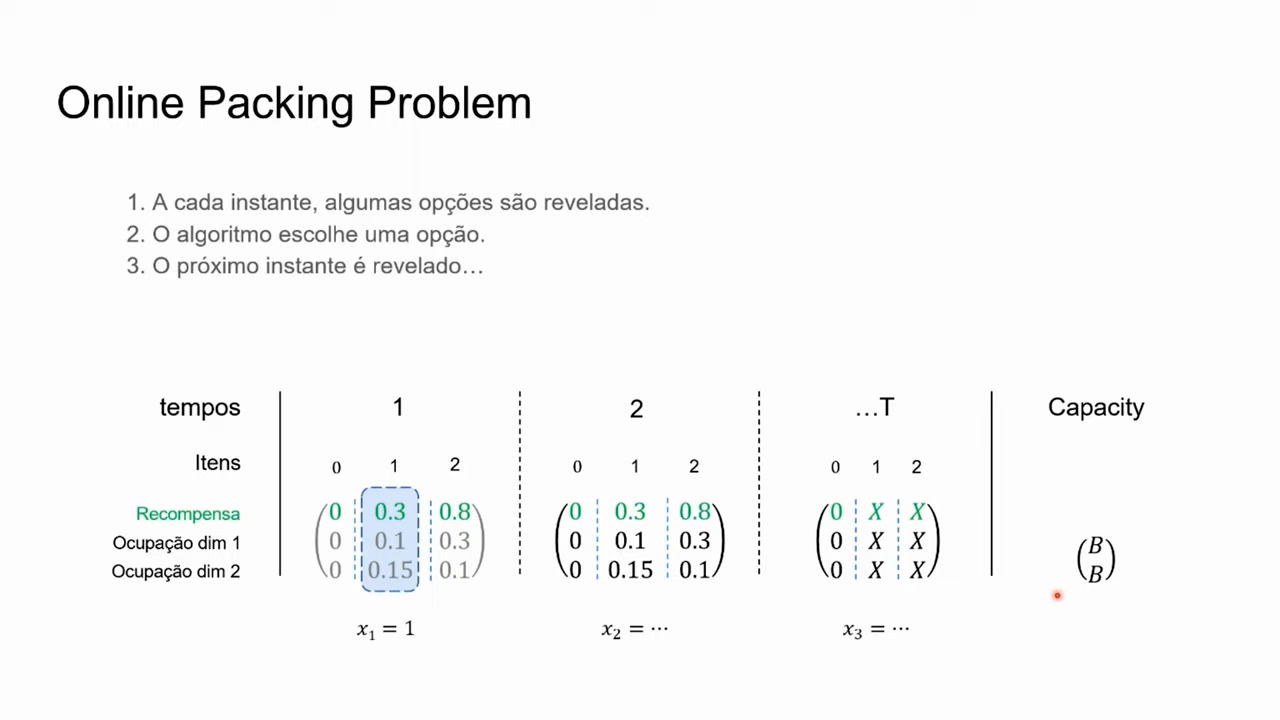 Online Packing Problem
1. A cada instante, algumas opções são reveladas.
2. O algoritmo escolhe uma opção.
3. O próximo instante é revelado…
tempos 1 2 …T Capacity
Itens 0 1 2 0 1 2 0 1 2
Recompensa 0 0.3 0.8 0 0.3 0.8 0 X X
Ocupação dim 1 0 0.1 0.3 0 0.1 0.3 0 X X B
Ocupação dim 2 0 0.15 0.1 0 0.15 0.1 0 X X B
x₁ = 1 x₂ = ⋯ x₃ = ⋯